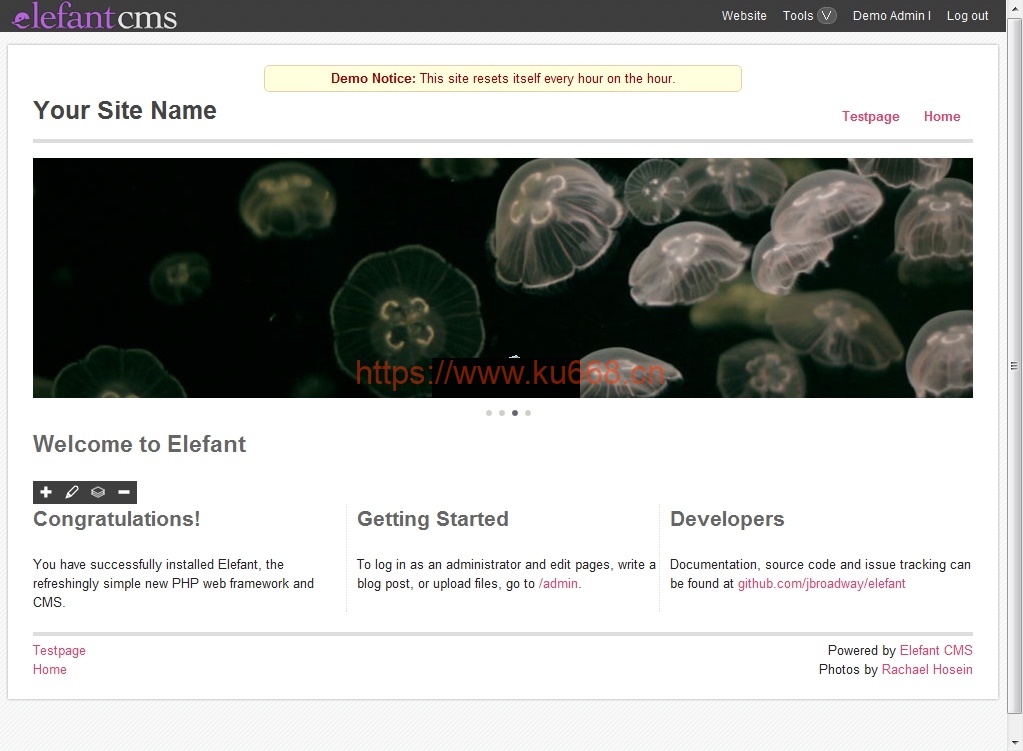 elefant cms
Website Tools V Demo Admin I Log out
Demo Notice: This site resets itself every hour on the hour.
Your Site Name
Testpage Home
https://www.ku668.cn
Welcome to Elefant
Congratulations!
You have successfully installed Elefant, the
refreshingly simple new PHP web framework and
CMS.
Getting Started
To log in as an administrator and edit pages, write a
blog post, or upload files, go to /admin.
Developers
Documentation, source code and issue tracking can
be found at github.com/jbroadway/elefant
Testpage
Home
Powered by Elefant CMS
Photos by Rachael Hosein